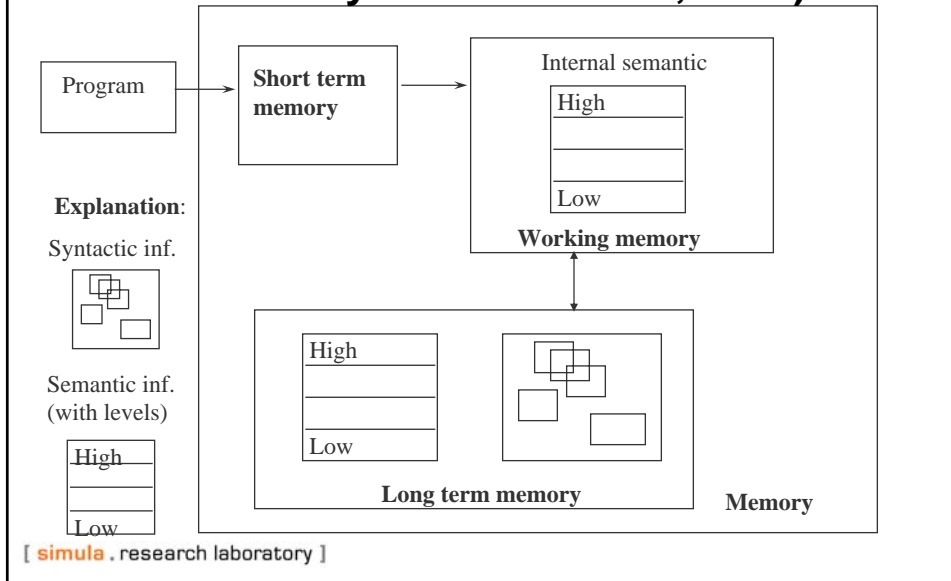 Program
Short term
memory
Internal semantic
High
Low
Working memory
Explanation:
Syntactic inf.
Semantic inf.
(with levels)
High
Low
High
Low
Long term memory
Memory
[ simula . research laboratory ]